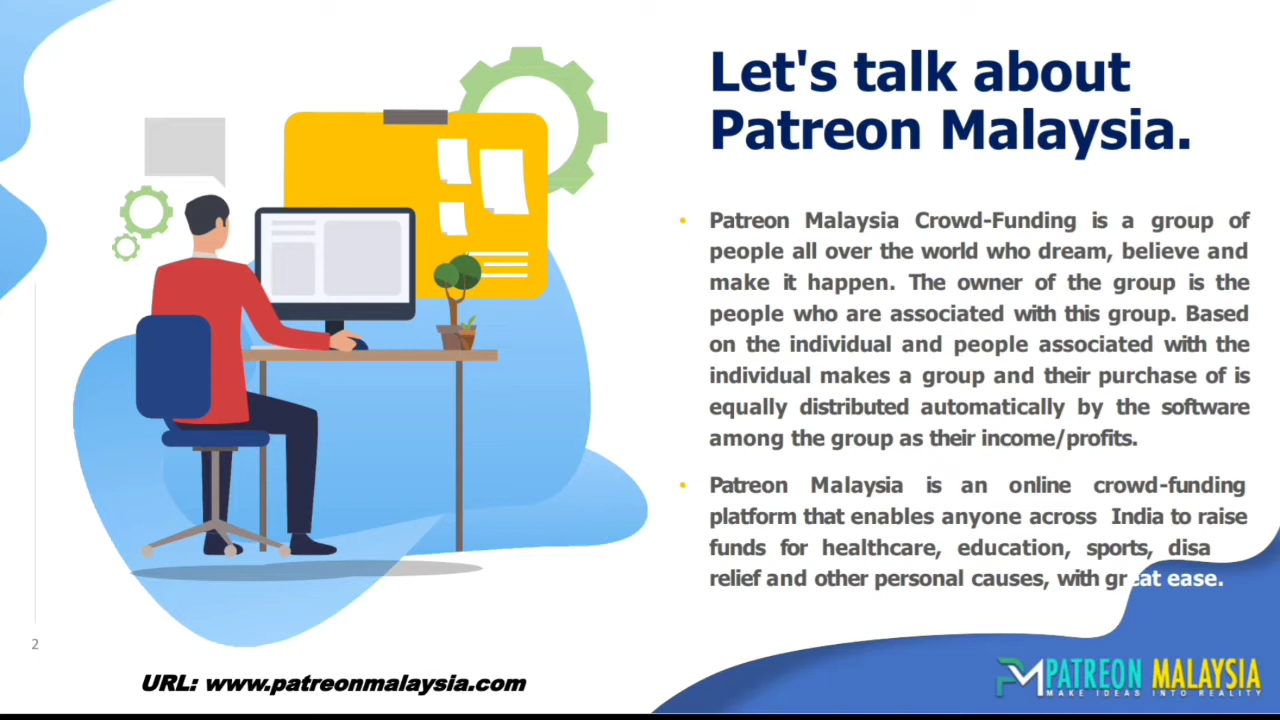 Let's talk about
Patreon Malaysia.
Patreon Malaysia Crowd-Funding is a group of
people all over the world who dream, believe and
make it happen. The owner of the group is the
people who are associated with this group. Based
on the individual and people associated with the
individual makes a group and their purchase of is
equally distributed automatically by the software
among the group as their income/profits.
Patreon Malaysia is an online crowd-funding
platform that enables anyone across India to raise
funds for healthcare, education, sports, disa
relief and other personal causes, with great ease.
2
URL: www.patreonmalaysia.com
PM PATREON MALAYSIA
MAKE IDEAS INTO REALITY